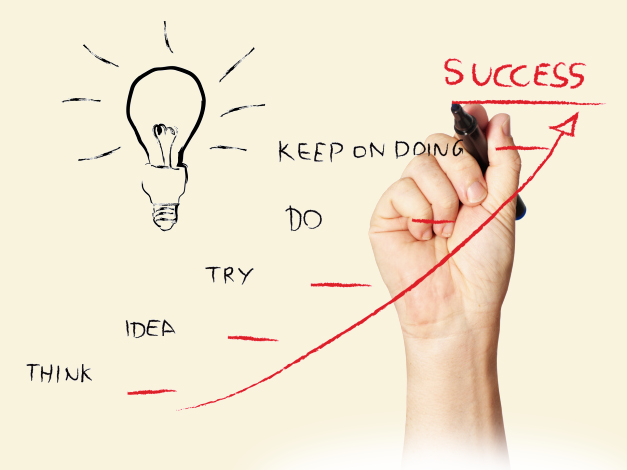 SUCCESS
KEEP ON DOING
DO
TRY
IDEA
THINK